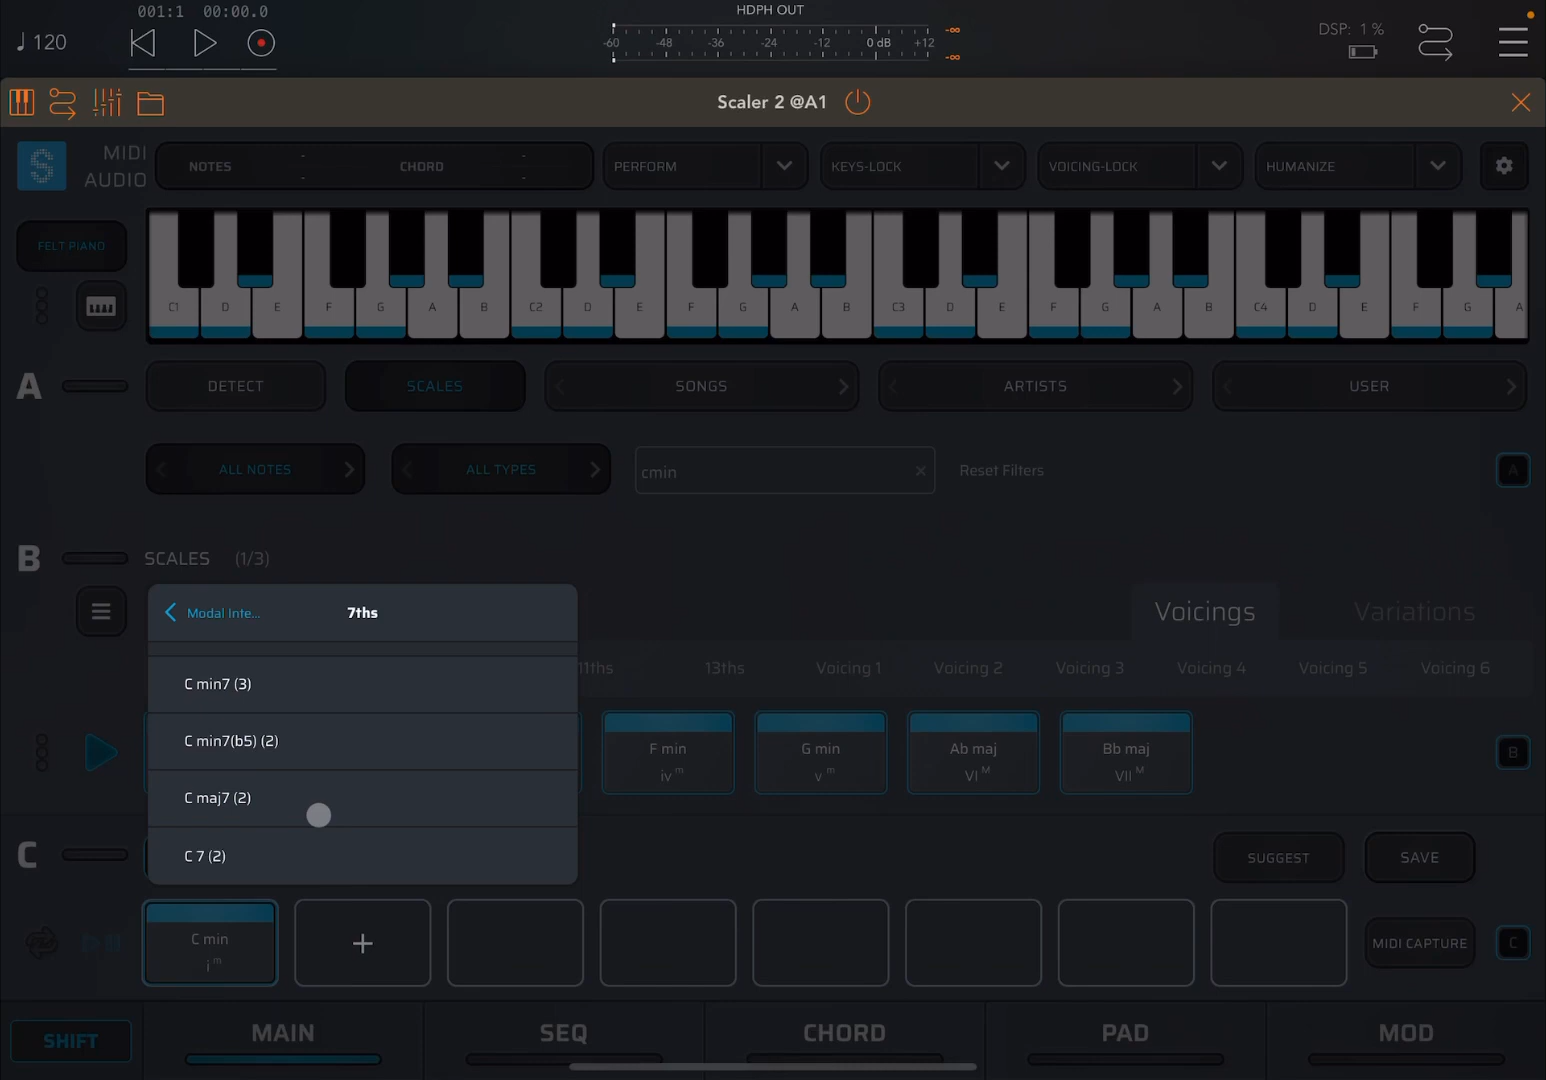 001:1 00:00.0
HDPH OUT
♩ 120
-60 -48 -36 -24 -12 0 dB +12
-∞
-∞
DSP: 1 %
Scaler 2 @A1
S
MIDI
AUDIO
NOTES - - CHORD - -
PERFORM
KEYS-LOCK
VOICING-LOCK
HUMANIZE
FELT PIANO
C1 D E F G A B C2 D E F G A B C3 D E F G A B C4 D E F G A
A
DETECT
SCALES
SONGS
ARTISTS
USER
ALL NOTES
ALL TYPES
cmin
Reset Filters
A
B
SCALES (1/3)
Modal Inte...
7ths
Voicings
Variations
11ths 13ths Voicing 1 Voicing 2 Voicing 3 Voicing 4 Voicing 5 Voicing 6
C min7 (3)
C min7(b5) (2)
C maj7 (2)
C 7 (2)
F min
iv m
G min
v m
Ab maj
VI M
Bb maj
VII M
B
C
SUGGEST
SAVE
C min
i m
+
MIDI CAPTURE
C
SHIFT
MAIN
SEQ
CHORD
PAD
MOD